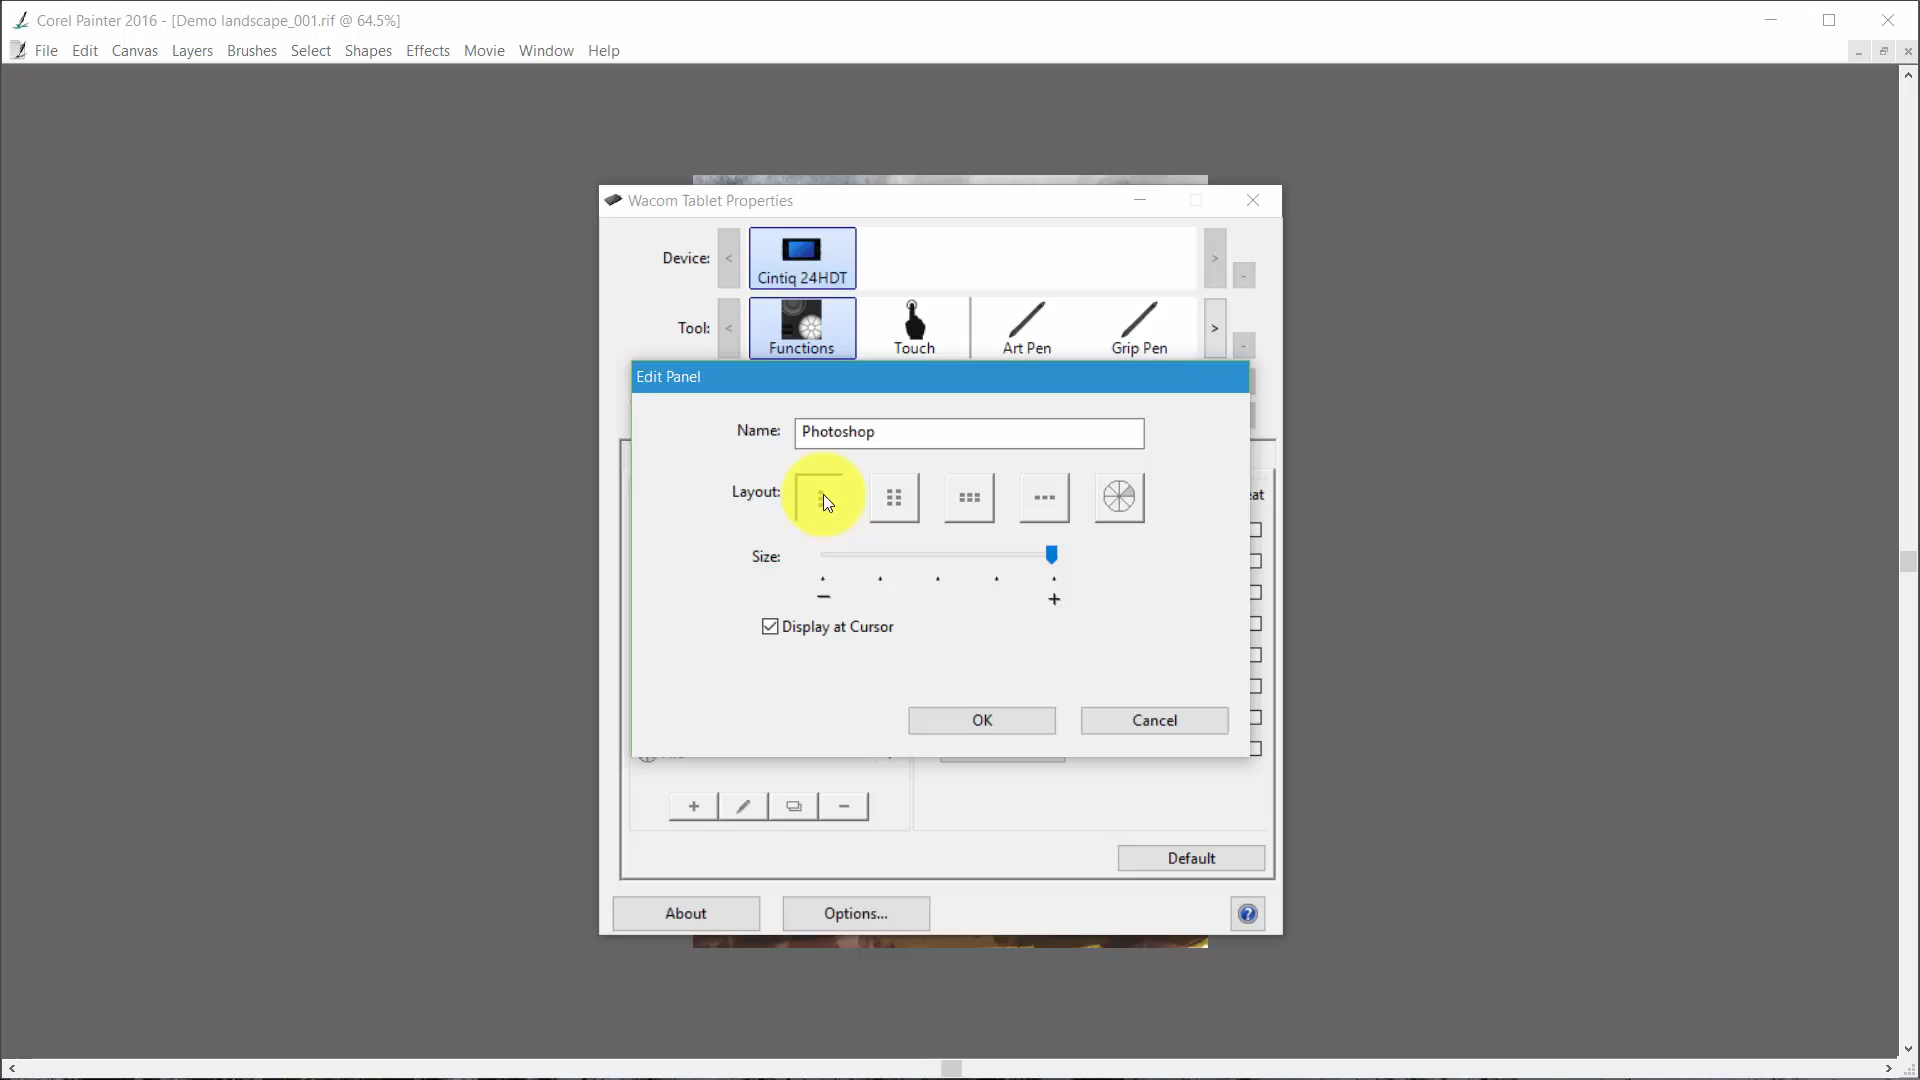 Corel Painter 2016 - [Demo landscape_001.rif @ 64.5%]
File Edit Canvas Layers Brushes Select Shapes Effects Movie Window Help
Wacom Tablet Properties
Device: < Cintiq 24HDT > -
Tool: < Functions Touch Art Pen Grip Pen > -
Edit Panel
Name: Photoshop
Layout:
eat
Size:
− +
Display at Cursor
OK Cancel
+ −
Default
About Options... ?